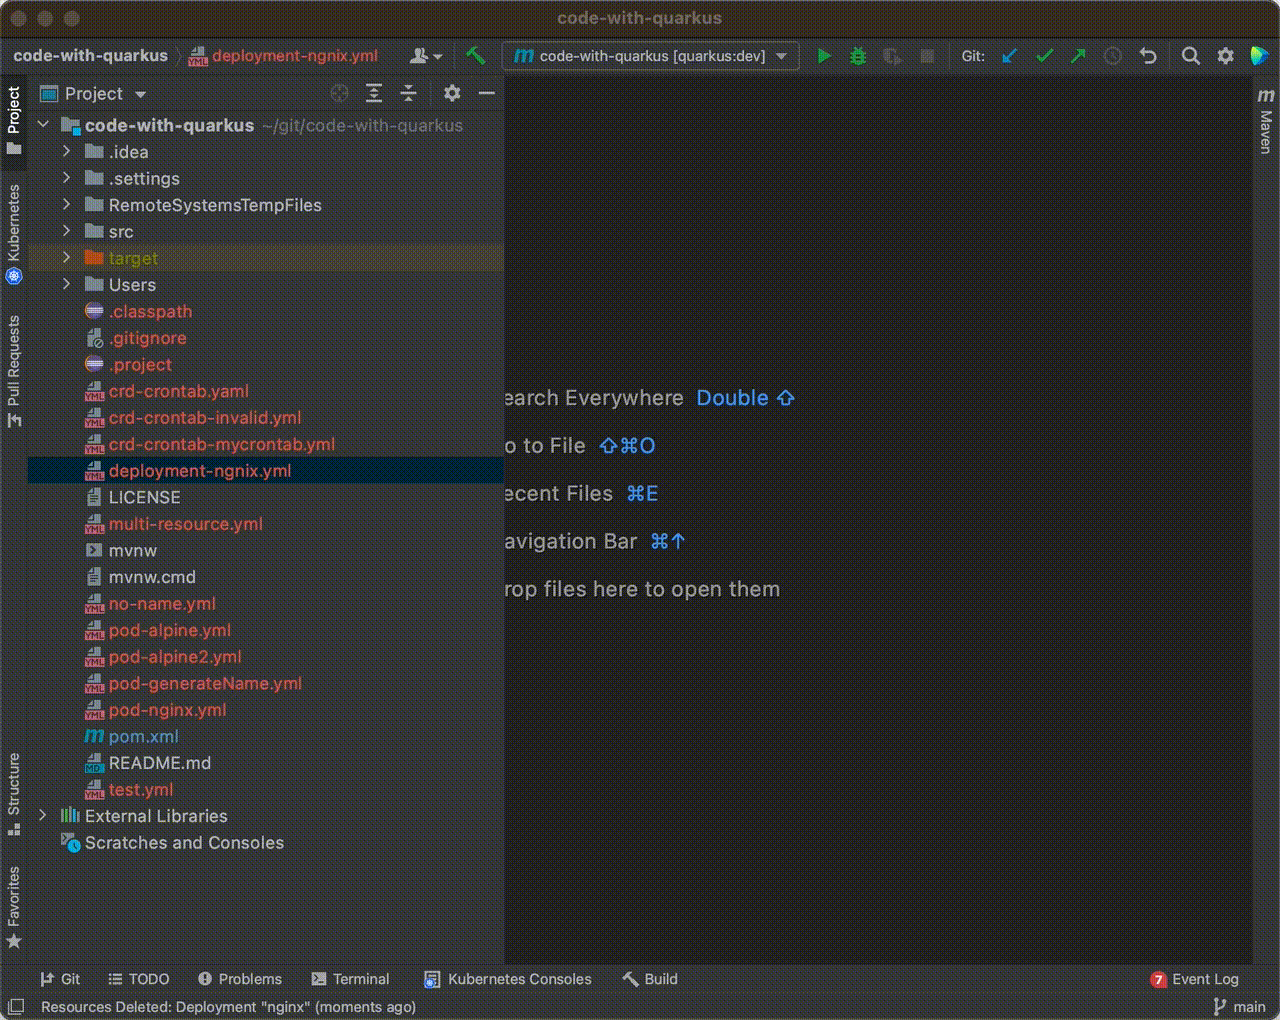 code-with-quarkus
code-with-quarkus
deployment-ngnix.yml
code-with-quarkus [quarkus:dev]
Git:
Project
Project
code-with-quarkus ~/git/code-with-quarkus
.idea
.settings
RemoteSystemsTempFiles
src
target
Users
.classpath
.gitignore
.project
crd-crontab.yaml
crd-crontab-invalid.yml
crd-crontab-mycrontab.yml
deployment-ngnix.yml
LICENSE
multi-resource.yml
mvnw
mvnw.cmd
no-name.yml
pod-alpine.yml
pod-alpine2.yml
pod-generateName.yml
pod-nginx.yml
pom.xml
README.md
test.yml
External Libraries
Scratches and Consoles
Kubernetes
Pull Requests
Structure
Favorites
earch Everywhere Double ⇧
o to File ⇧⌘O
ecent Files ⌘E
avigation Bar ⌘↑
rop files here to open them
Maven
Git
TODO
Problems
Terminal
Kubernetes Consoles
Build
7 Event Log
Resources Deleted: Deployment "nginx" (moments ago)
main